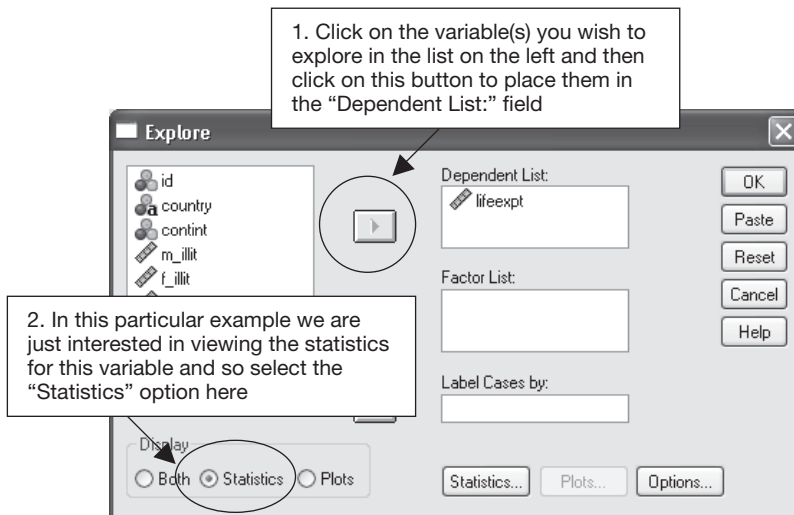 1. Click on the variable(s) you wish to
explore in the list on the left and then
click on this button to place them in
the “Dependent List:” field
Explore
id
country
contint
m_illit
f_illit
Dependent List:
lifeexpt
Factor List:
Label Cases by:
OK
Paste
Reset
Cancel
Help
2. In this particular example we are
just interested in viewing the statistics
for this variable and so select the
“Statistics” option here
Display
Both Statistics Plots
Statistics... Plots... Options...